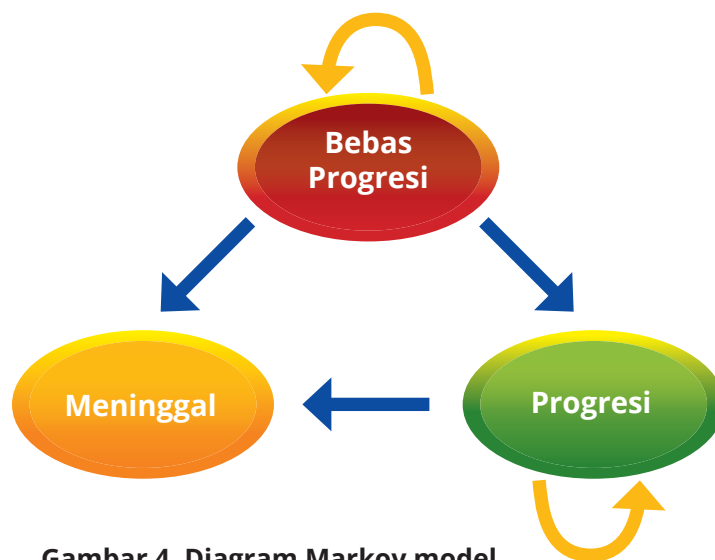 Bebas
Progresi
Meninggal
Progresi
Gambar 4. Diagram Markov model